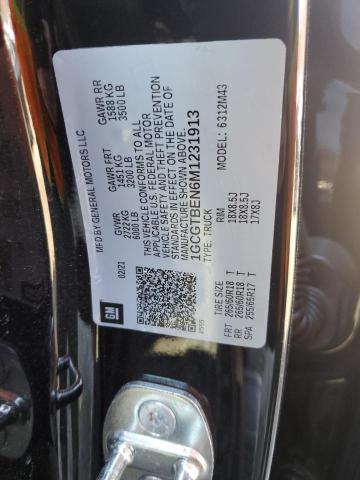 MFD BY GENERAL MOTORS LLC
02/21 GVWR GAWR FRT GAWR RR
2722 KG 1451 KG 1588 KG
6000 LB 3200 LB 3500 LB
THIS VEHICLE CONFORMS TO ALL
APPLICABLE U.S. FEDERAL MOTOR
VEHICLE SAFETY AND THEFT PREVENTION
STANDARDS IN EFFECT ON THE DATE OF
MANUFACTURE SHOWN ABOVE.
1GCGTBEN6M1231913
TYPE: TRUCK MODEL: 6312M43
GM
TIRE SIZE RIM
FRT 265/60R18 T 18X8.5J
RR 265/60R18 T 18X8.5J
SPA 255/65R17 T 17X8J